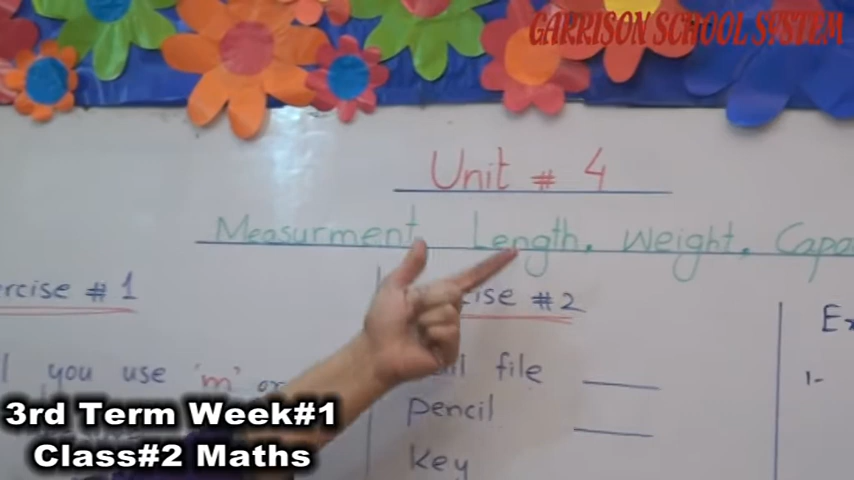 GARRISON SCHOOL SYSTEM
Unit # 4
Measurment Length, Weight, Capa
ercise # 1
cise # 2
Ex
you use 'm' or
file
1-
pencil
key
3rd Term Week#1
Class#2 Maths